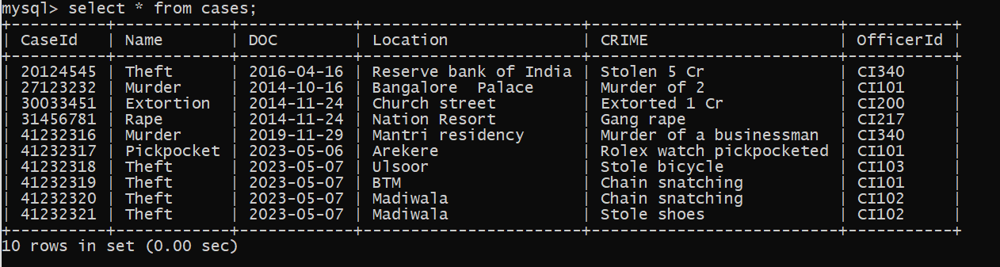 mysql> select * from cases;
+----------+------------+------------+-----------------------+---------------------------+-----------+
| CaseId   | Name       | DOC        | Location              | CRIME                     | OfficerId |
+----------+------------+------------+-----------------------+---------------------------+-----------+
| 20124545 | Theft      | 2016-04-16 | Reserve bank of India | Stolen 5 Cr               | CI340     |
| 27123232 | Murder     | 2014-10-16 | Bangalore  Palace     | Murder of 2               | CI101     |
| 30033451 | Extortion  | 2014-11-24 | Church street         | Extorted 1 Cr             | CI200     |
| 31456781 | Rape       | 2014-11-24 | Nation Resort         | Gang rape                 | CI217     |
| 41232316 | Murder     | 2019-11-29 | Mantri residency      | Murder of a businessman   | CI340     |
| 41232317 | Pickpocket | 2023-05-06 | Arekere               | Rolex watch pickpocketed  | CI101     |
| 41232318 | Theft      | 2023-05-07 | Ulsoor                | Stole bicycle             | CI103     |
| 41232319 | Theft      | 2023-05-07 | BTM                   | Chain snatching           | CI101     |
| 41232320 | Theft      | 2023-05-07 | Madiwala              | Chain snatching           | CI102     |
| 41232321 | Theft      | 2023-05-07 | Madiwala              | Stole shoes               | CI102     |
+----------+------------+------------+-----------------------+---------------------------+-----------+
10 rows in set (0.00 sec)